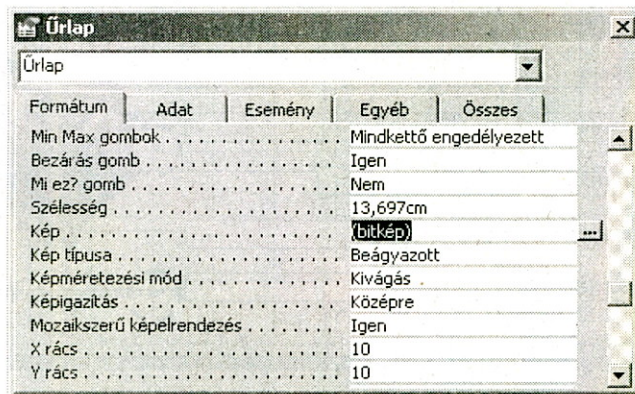 Űrlap
Űrlap
Formátum Adat Esemény Egyéb Összes
Min Max gombok . . . . . . . . . . . . . . . . . Mindkettő engedélyezett
Bezárás gomb . . . . . . . . . . . . . . . . . . . Igen
Mi ez? gomb . . . . . . . . . . . . . . . . . . . . Nem
Szélesség . . . . . . . . . . . . . . . . . . . . . . 13,697cm
Kép . . . . . . . . . . . . . . . . . . . . . . . . . . (bitkép) ...
Kép típusa . . . . . . . . . . . . . . . . . . . . . Beágyazott
Képméretezési mód . . . . . . . . . . . . . . . Kivágás
Képigazítás . . . . . . . . . . . . . . . . . . . . . Középre
Mozaikszerű képelrendezés . . . . . . . . Igen
X rács . . . . . . . . . . . . . . . . . . . . . . . . 10
Y rács . . . . . . . . . . . . . . . . . . . . . . . . 10